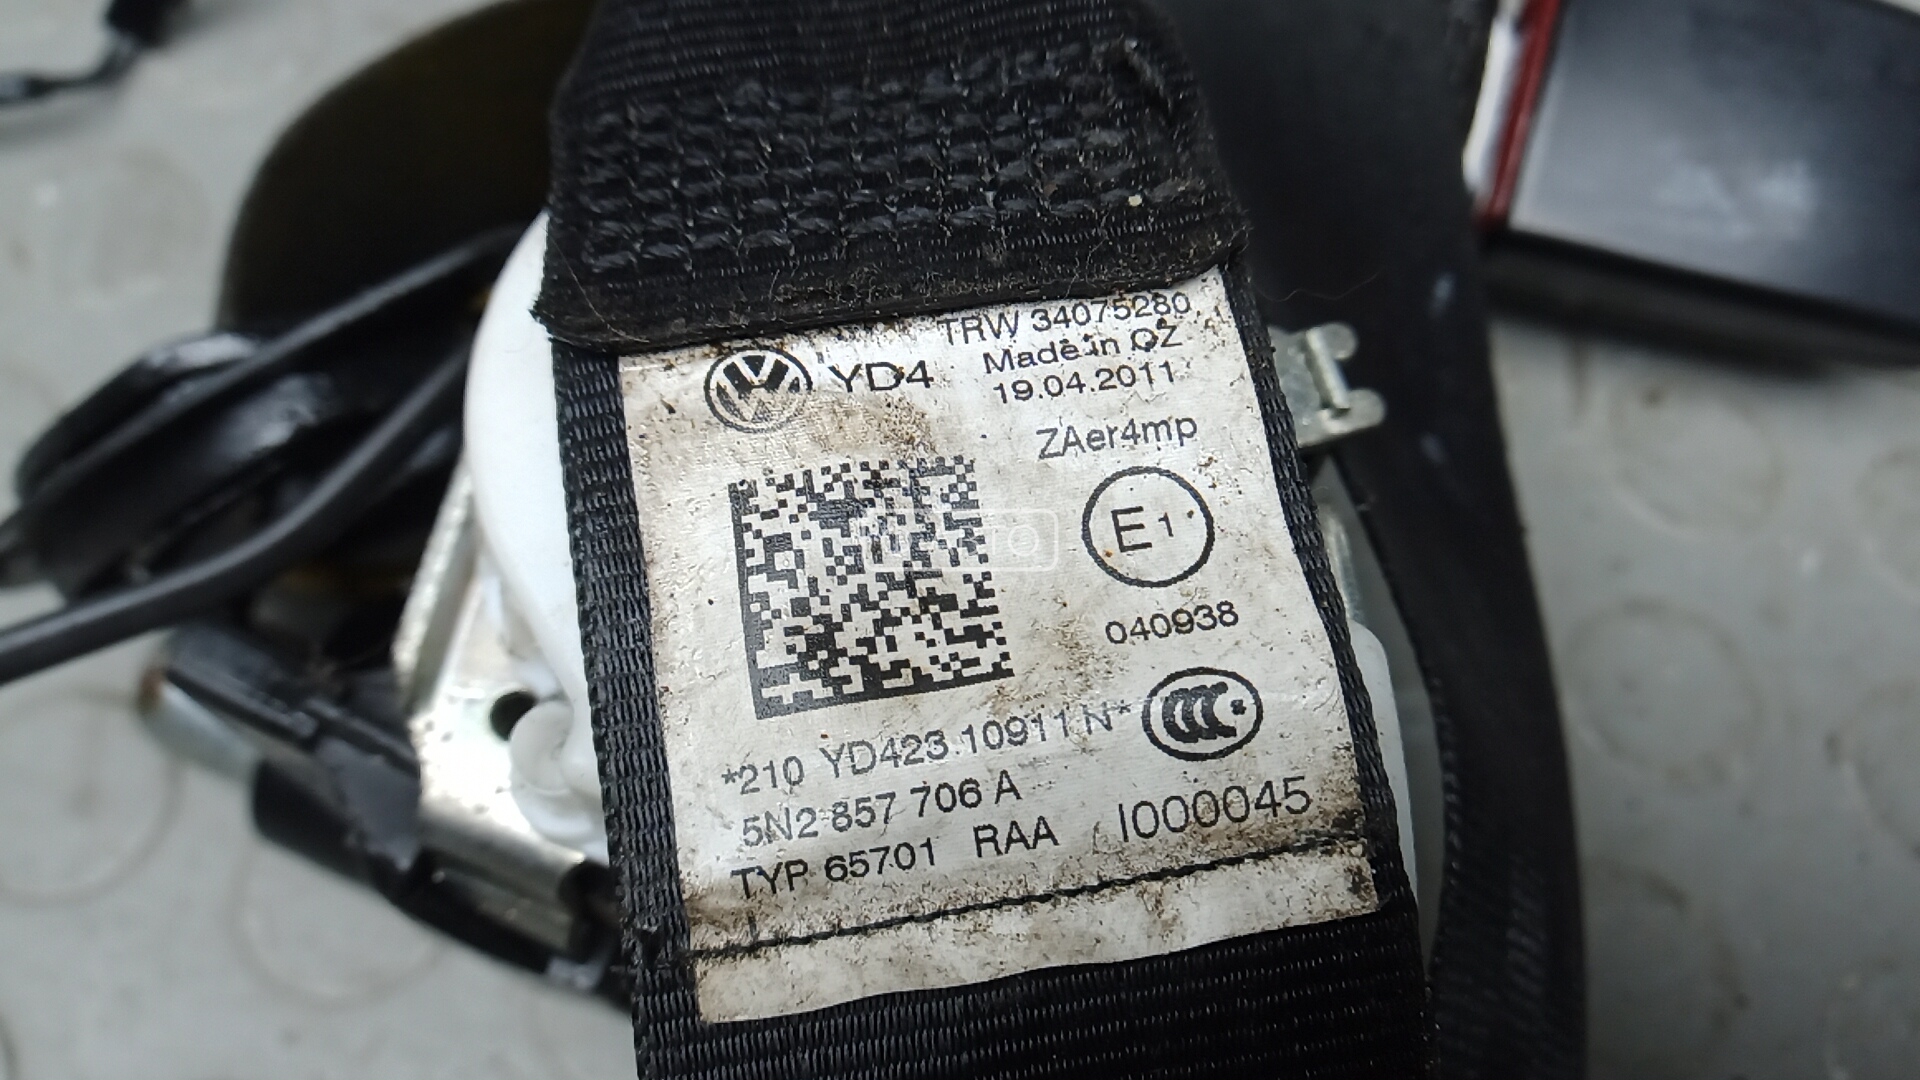 TRW 34075280
YD4
Made in CZ
19.04.2011
ZAer4mp
E1
040938
*210 YD423.10911 N*
5N2 857 706 A
TYP 65701 RAA I000045